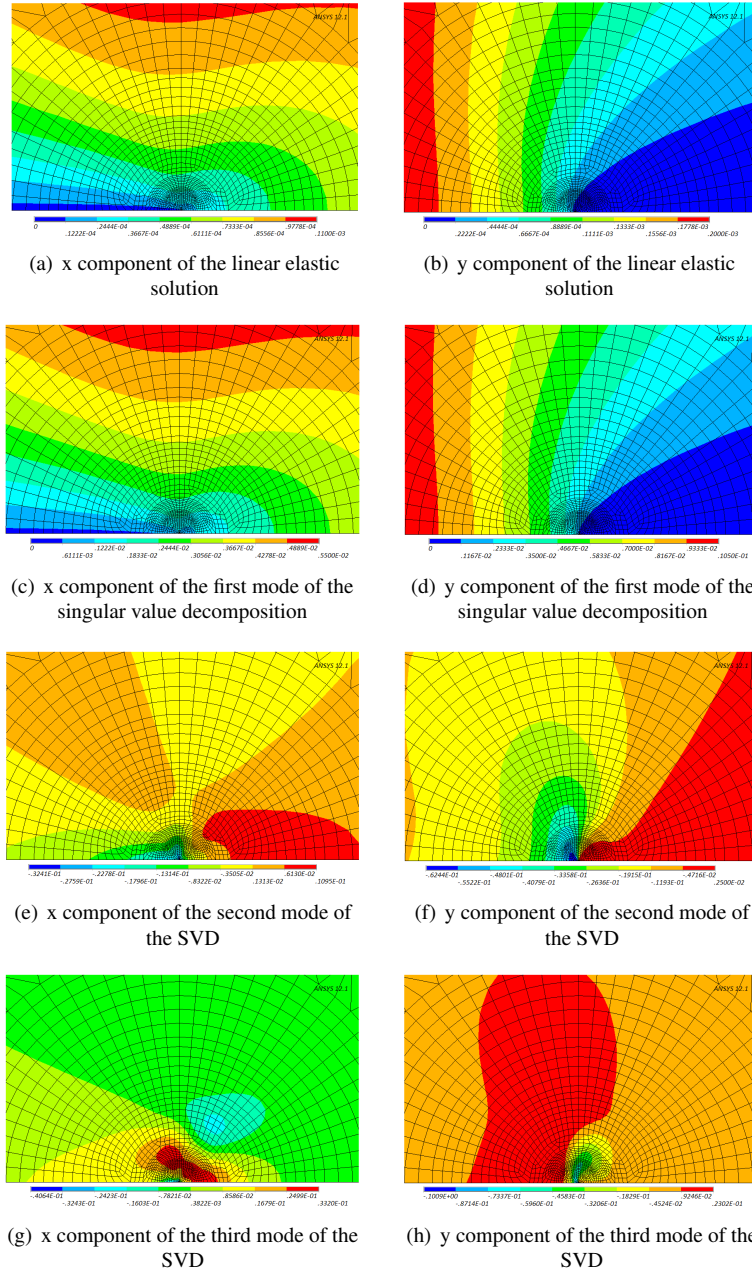 ANSYS 12.1
ANSYS 12.1
0 .2444E-04 .4889E-04 .7333E-04 .9778E-04
.1222E-04 .3667E-04 .6111E-04 .8556E-04 .1100E-03
0 .4444E-04 .8889E-04 .1333E-03 .1778E-03
.2222E-04 .6667E-04 .1111E-03 .1556E-03 .2000E-03
(a) x component of the linear elastic
solution
(b) y component of the linear elastic
solution
ANSYS 12.1
ANSYS 12.1
0 .1222E-02 .2444E-02 .3667E-02 .4889E-02
.6111E-03 .1833E-02 .3056E-02 .4278E-02 .5500E-02
0 .2333E-02 .4667E-02 .7000E-02 .9333E-02
.1167E-02 .3500E-02 .5833E-02 .8167E-02 .1050E-01
(c) x component of the first mode of the
singular value decomposition
(d) y component of the first mode of the
singular value decomposition
ANSYS 12.1
ANSYS 12.1
-.3241E-01 -.2278E-01 -.1314E-01 -.3505E-02 .6130E-02
-.2759E-01 -.1796E-01 -.8322E-02 .1313E-02 .1095E-01
-.6244E-01 -.4801E-01 -.3358E-01 -.1915E-01 -.4716E-02
-.5522E-01 -.4079E-01 -.2636E-01 -.1193E-01 .2500E-02
(e) x component of the second mode of
the SVD
(f) y component of the second mode of
the SVD
ANSYS 12.1
ANSYS 12.1
-.4064E-01 -.2423E-01 -.7821E-02 .8586E-02 .2499E-01
-.3243E-01 -.1603E-01 .3822E-03 .1679E-01 .3320E-01
-.1009E+00 -.7337E-01 -.4583E-01 -.1829E-01 .9246E-02
-.8714E-01 -.5960E-01 -.3206E-01 -.4524E-02 .2302E-01
(g) x component of the third mode of the
SVD
(h) y component of the third mode of the
SVD